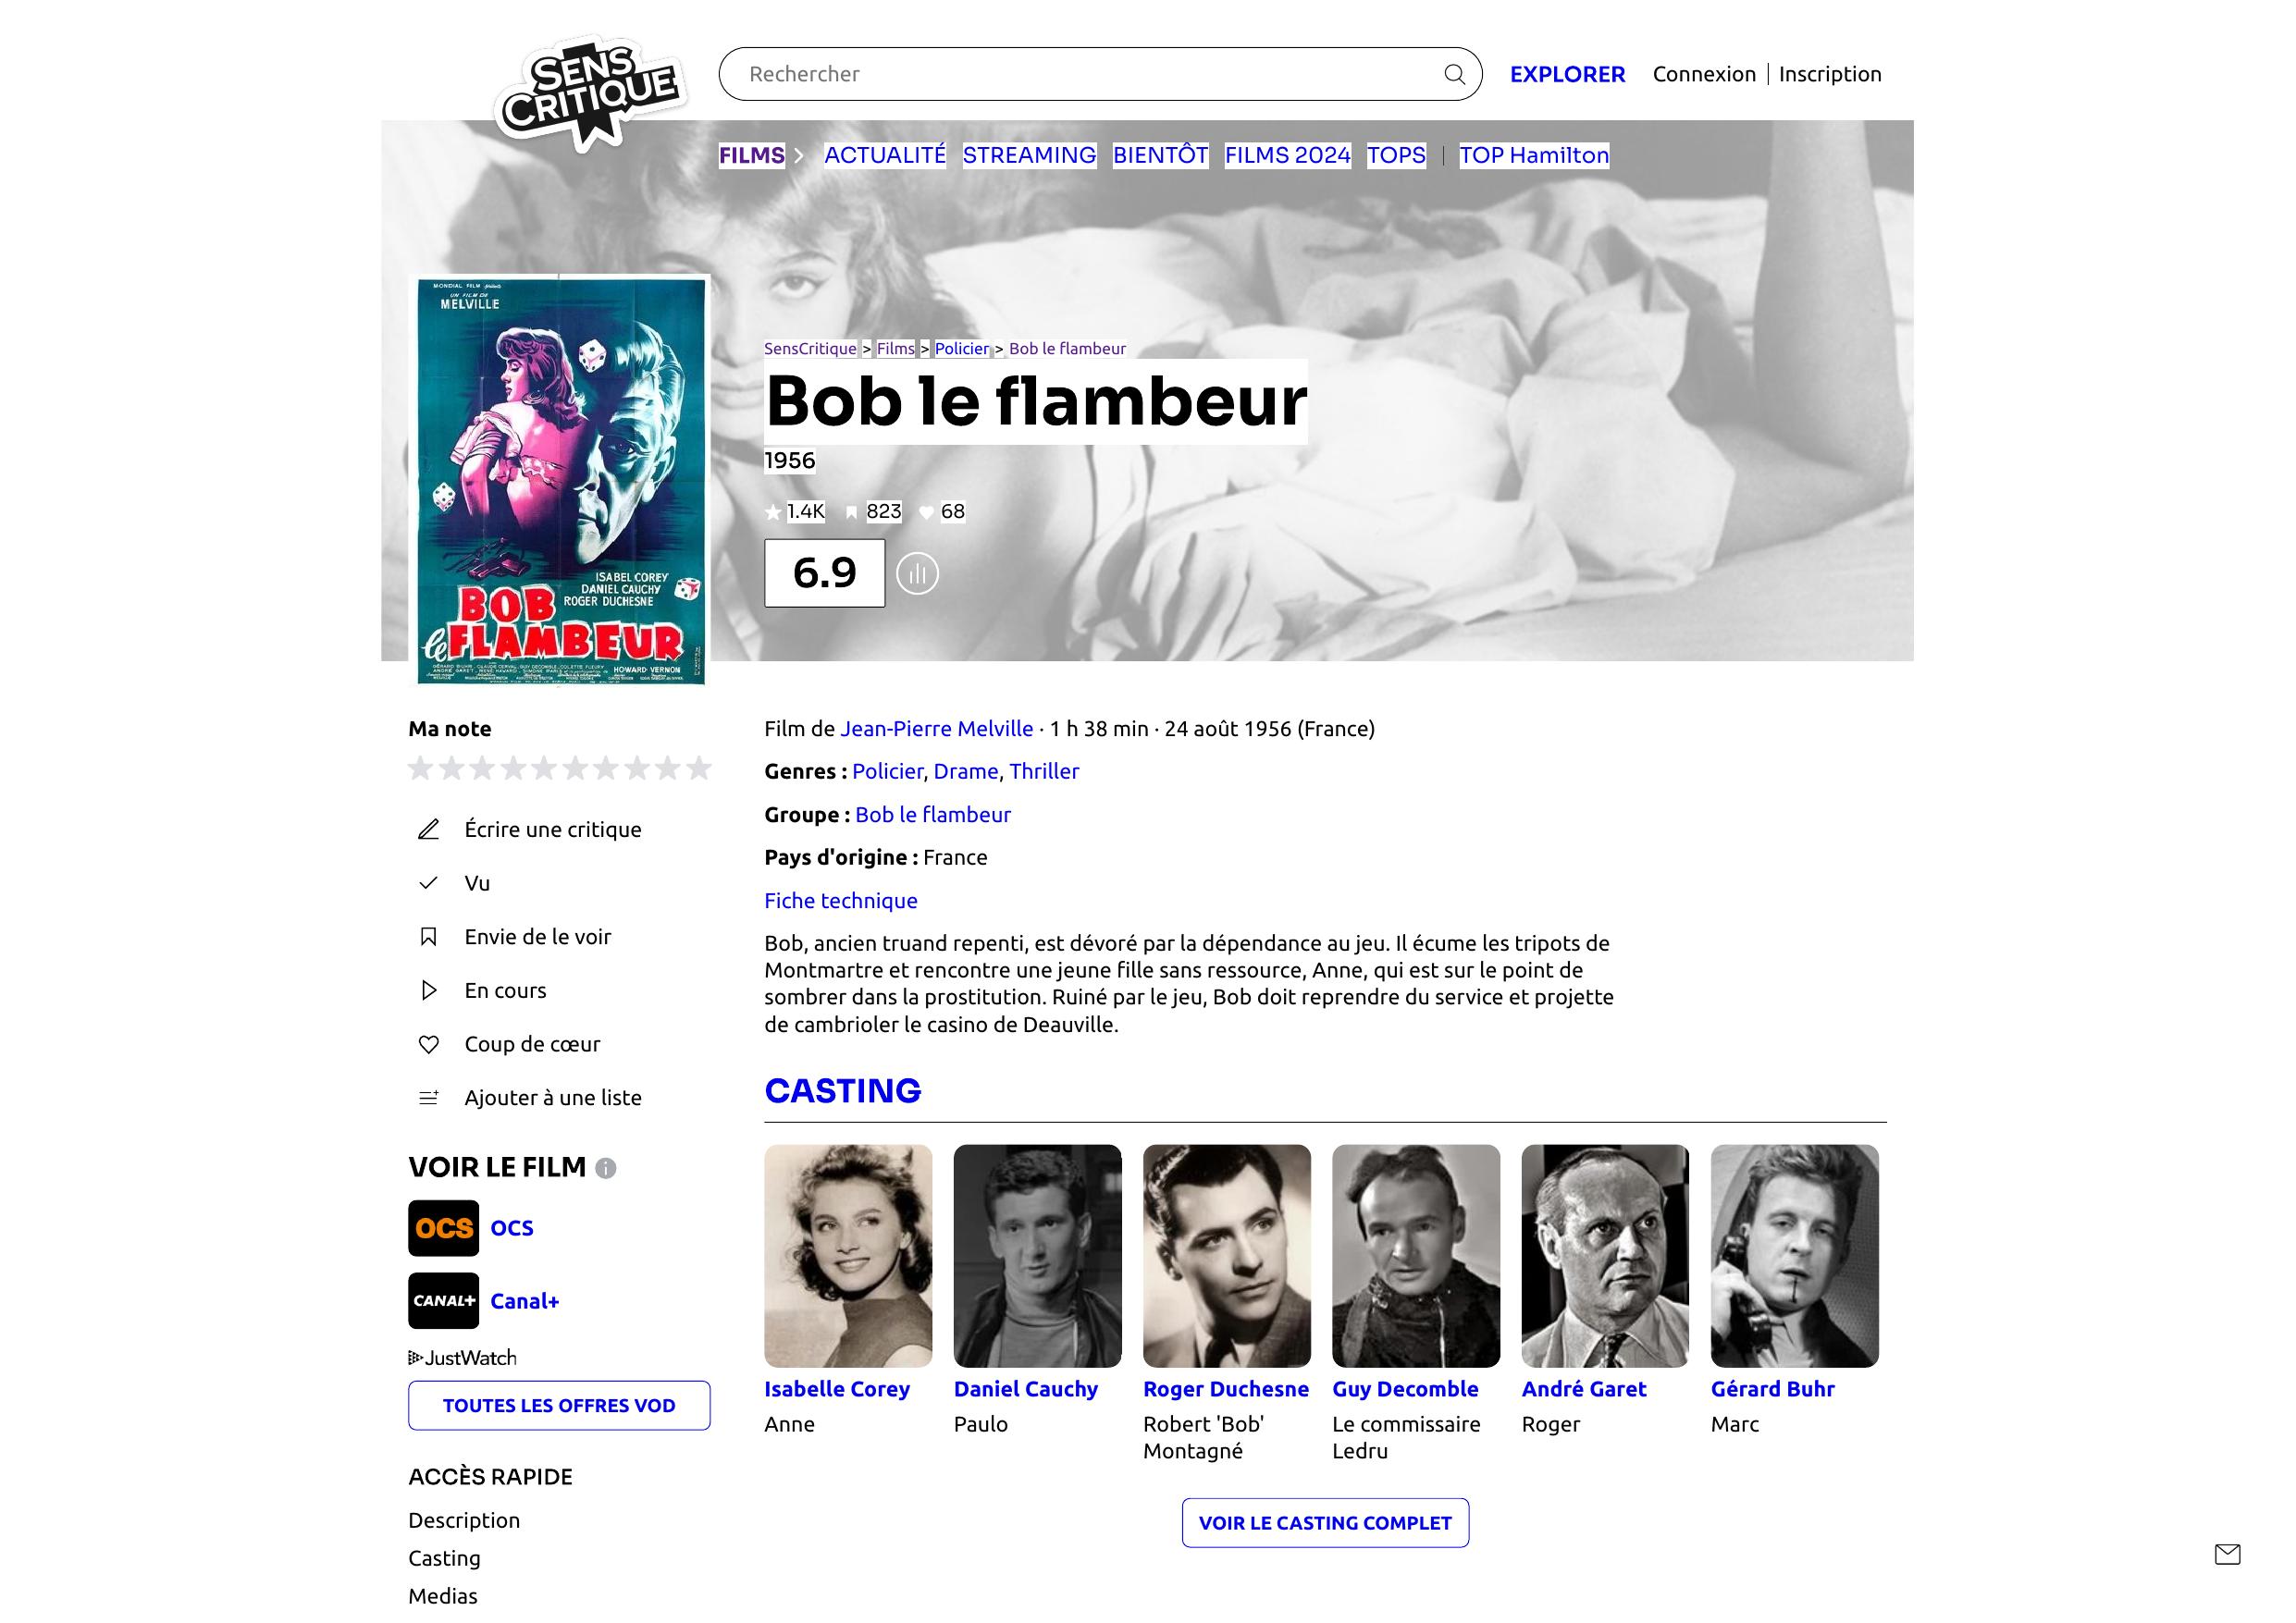 SENS
CRITIQUE
Rechercher
EXPLORER
Connexion
Inscription
FILMS
ACTUALITÉ
STREAMING
BIENTÔT
FILMS 2024
TOPS
TOP Hamilton
MONDIAL FILM
UN FILM DE
MELVILLE
ISABEL COREY
DANIEL CAUCHY
ROGER DUCHESNE
BOB
le FLAMBEUR
HOWARD VERNON
SensCritique > Films > Policier > Bob le flambeur
Bob le flambeur
1956
1.4K 823 68
6.9
Ma note
Écrire une critique
Vu
Envie de le voir
En cours
Coup de cœur
Ajouter à une liste
VOIR LE FILM
OCS OCS
CANAL+ Canal+
JustWatch
TOUTES LES OFFRES VOD
ACCÈS RAPIDE
Description
Casting
Medias
Film de Jean-Pierre Melville · 1 h 38 min · 24 août 1956 (France)
Genres : Policier, Drame, Thriller
Groupe : Bob le flambeur
Pays d'origine : France
Fiche technique
Bob, ancien truand repenti, est dévoré par la dépendance au jeu. Il écume les tripots de
Montmartre et rencontre une jeune fille sans ressource, Anne, qui est sur le point de
sombrer dans la prostitution. Ruiné par le jeu, Bob doit reprendre du service et projette
de cambrioler le casino de Deauville.
CASTING
Isabelle Corey
Anne
Daniel Cauchy
Paulo
Roger Duchesne
Robert 'Bob'
Montagné
Guy Decomble
Le commissaire
Ledru
André Garet
Roger
Gérard Buhr
Marc
VOIR LE CASTING COMPLET